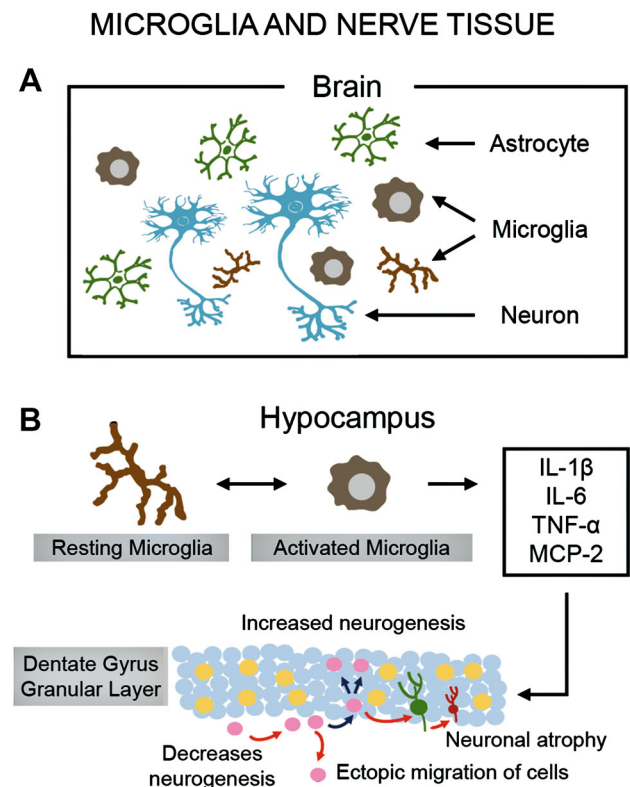 MICROGLIA AND NERVE TISSUE
A
Brain
Astrocyte
Microglia
Neuron
B
Hypocampus
IL-1β
IL-6
TNF-α
MCP-2
Resting Microglia
Activated Microglia
Increased neurogenesis
Dentate Gyrus
Granular Layer
Neuronal atrophy
Decreases
neurogenesis
Ectopic migration of cells